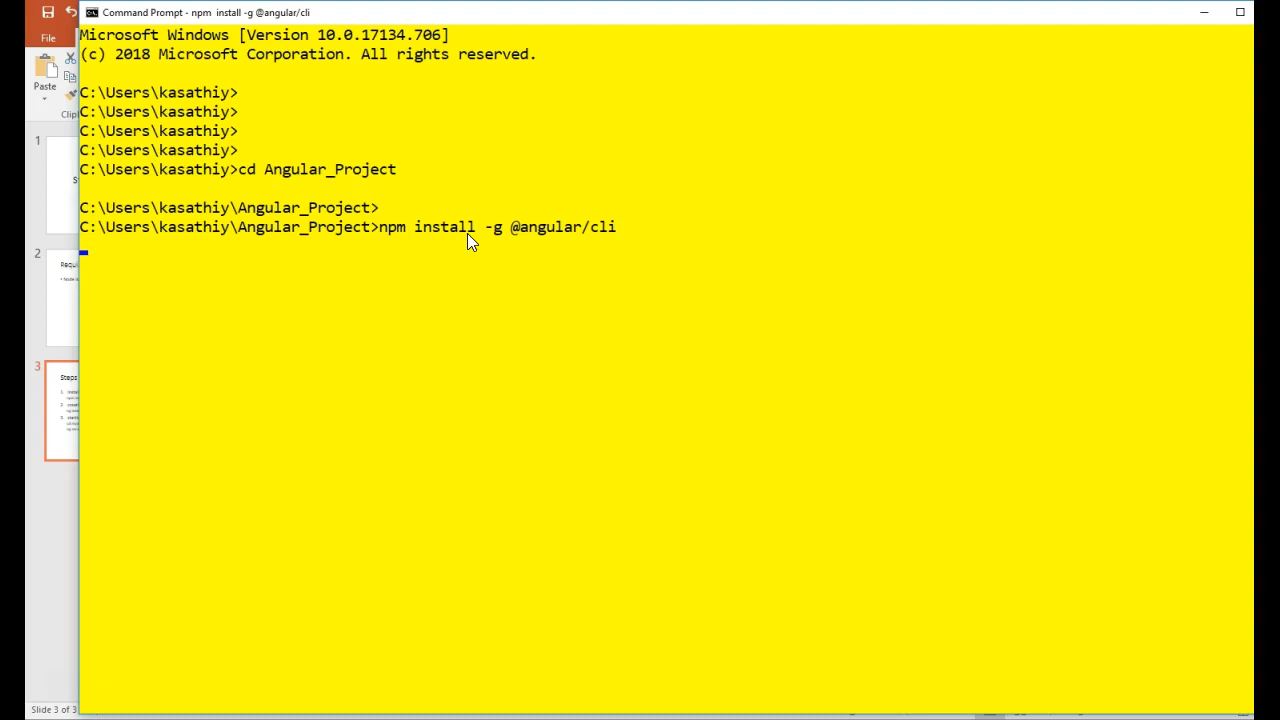 Command Prompt - npm  install -g @angular/cli
File
Microsoft Windows [Version 10.0.17134.706]
(c) 2018 Microsoft Corporation. All rights reserved.
Paste
C:\Users\kasathiy>
C:\Users\kasathiy>
Clip
C:\Users\kasathiy>
1
C:\Users\kasathiy>
C:\Users\kasathiy>cd Angular_Project
C:\Users\kasathiy\Angular_Project>
C:\Users\kasathiy\Angular_Project>npm install -g @angular/cli
2
Requi
3
Steps
Slide 3 of 3